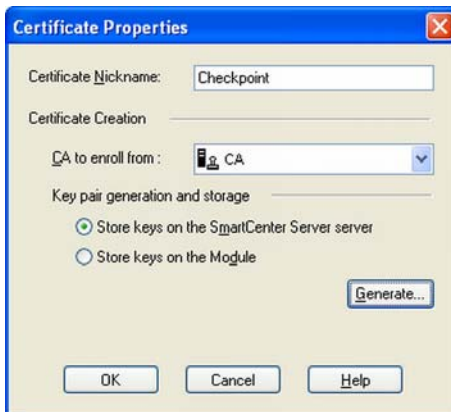 Certificate Properties
Certificate Nickname: Checkpoint
Certificate Creation
CA to enroll from : CA
Key pair generation and storage
Store keys on the SmartCenter Server server
Store keys on the Module
Generate...
OK Cancel Help